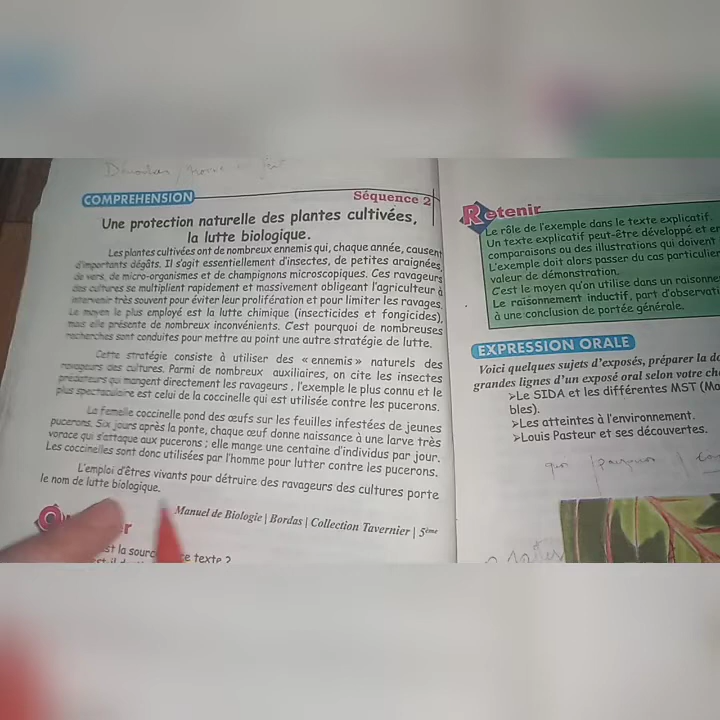 COMPREHENSION
Séquence 2
Une protection naturelle des plantes cultivées,
la lutte biologique.
Les plantes cultivées ont de nombreux ennemis qui, chaque année, causent
d'importants dégâts. Il s'agit essentiellement d'insectes, de petites araignées,
de vers, de micro-organismes et de champignons microscopiques. Ces ravageurs
des cultures se multiplient rapidement et massivement obligeant l'agriculteur à
intervenir très souvent pour éviter leur prolifération et pour limiter les ravages.
Le moyen le plus employé est la lutte chimique (insecticides et fongicides),
mais elle présente de nombreux inconvénients. C'est pourquoi de nombreuses
recherches sont conduites pour mettre au point une autre stratégie de lutte.
Cette stratégie consiste à utiliser des «ennemis» naturels des
ravageurs des cultures. Parmi de nombreux auxiliaires, on cite les insectes
prédateurs qui mangent directement les ravageurs , l'exemple le plus connu et le
plus spectaculaire est celui de la coccinelle qui est utilisée contre les pucerons.
La femelle coccinelle pond des œufs sur les feuilles infestées de jeunes
pucerons. Six jours après la ponte, chaque œuf donne naissance à une larve très
vorace qui s'attaque aux pucerons ; elle mange une centaine d'individus par jour.
Les coccinelles sont donc utilisées par l'homme pour lutter contre les pucerons.
L'emploi d'êtres vivants pour détruire des ravageurs des cultures porte
le nom de lutte biologique.
Manuel de Biologie | Bordas | Collection Tavernier | 5ème
la
ce texte ?
Retenir
Le rôle de l'exemple dans le texte explicatif.
Un texte explicatif peut-être développé et
comparaisons ou des illustrations qui doivent
L'exemple doit alors passer du cas particulier
valeur de démonstration.
C'est le moyen qu'on utilise dans un
Le raisonnement inductif, part
à une conclusion de portée générale.
EXPRESSION ORALE
Voici quelques sujets d'exposés, préparer la
grandes lignes d'un exposé oral selon votre
➢Le SIDA et les différentes MST
bles).
➢Les atteintes à l'environnement.
➢Louis Pasteur et ses découvertes.